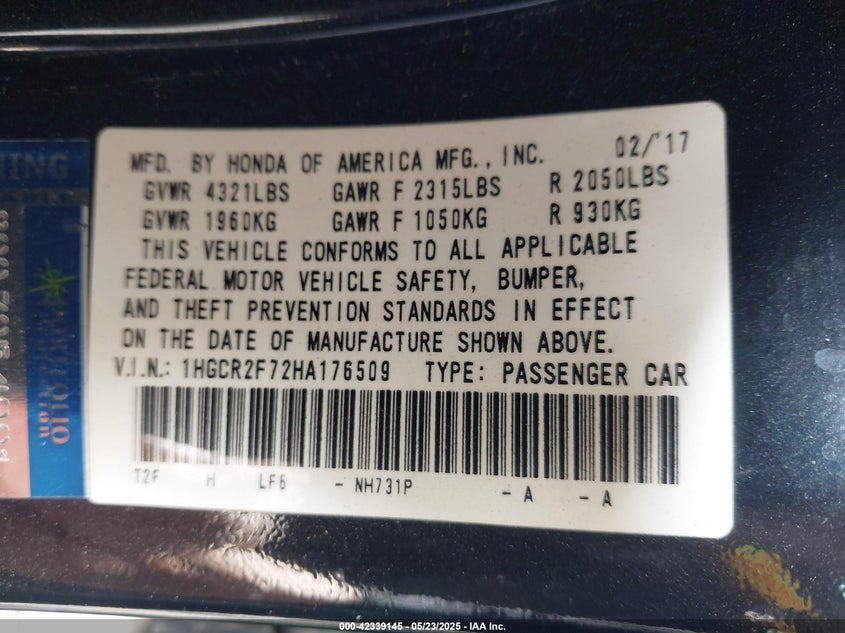 MFD. BY HONDA OF AMERICA MFG., INC. 02/'17
GVWR 4321LBS GAWR F 2315LBS R 2050LBS
GVWR 1960KG GAWR F 1050KG R 930KG
THIS VEHICLE CONFORMS TO ALL APPLICABLE
FEDERAL MOTOR VEHICLE SAFETY, BUMPER,
AND THEFT PREVENTION STANDARDS IN EFFECT
ON THE DATE OF MANUFACTURE SHOWN ABOVE.
V.I.N.: 1HGCR2F72HA176509 TYPE: PASSENGER CAR
T2F H LF6 - NH731P - A - A
000-42339145 - 05/23/2025 - IAA Inc.